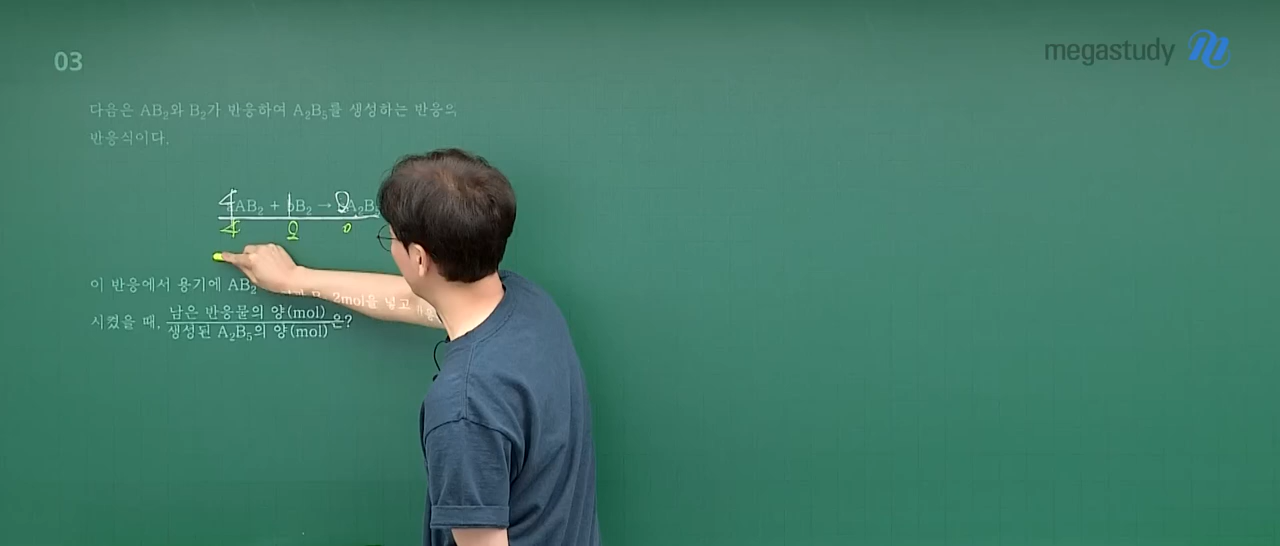 03
megastudy
다음은 AB₂와 B₂가 반응하여 A₂B₅를 생성하는 반응의
반응식이다.
4AB₂ + bB₂ → 2A₂B
4 2 0
이 반응에서 용기에 AB₂ B₂ 2mol을 넣고
시켰을 때, 남은 반응물의 양(mol)
생성된 A₂B₅의 양(mol) 은?